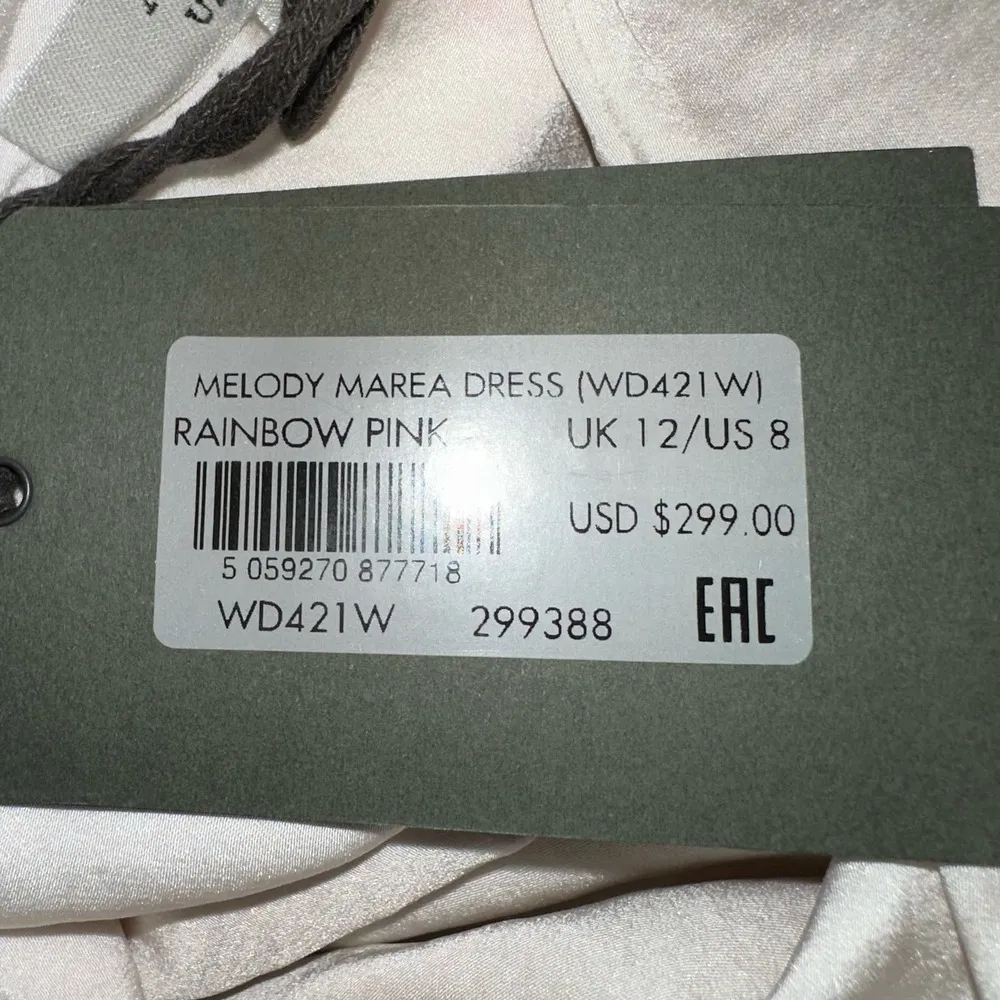 MELODY MAREA DRESS (WD421W)
RAINBOW PINK UK 12/US 8
USD $299.00
5 059270 877718
WD421W 299388 EAC